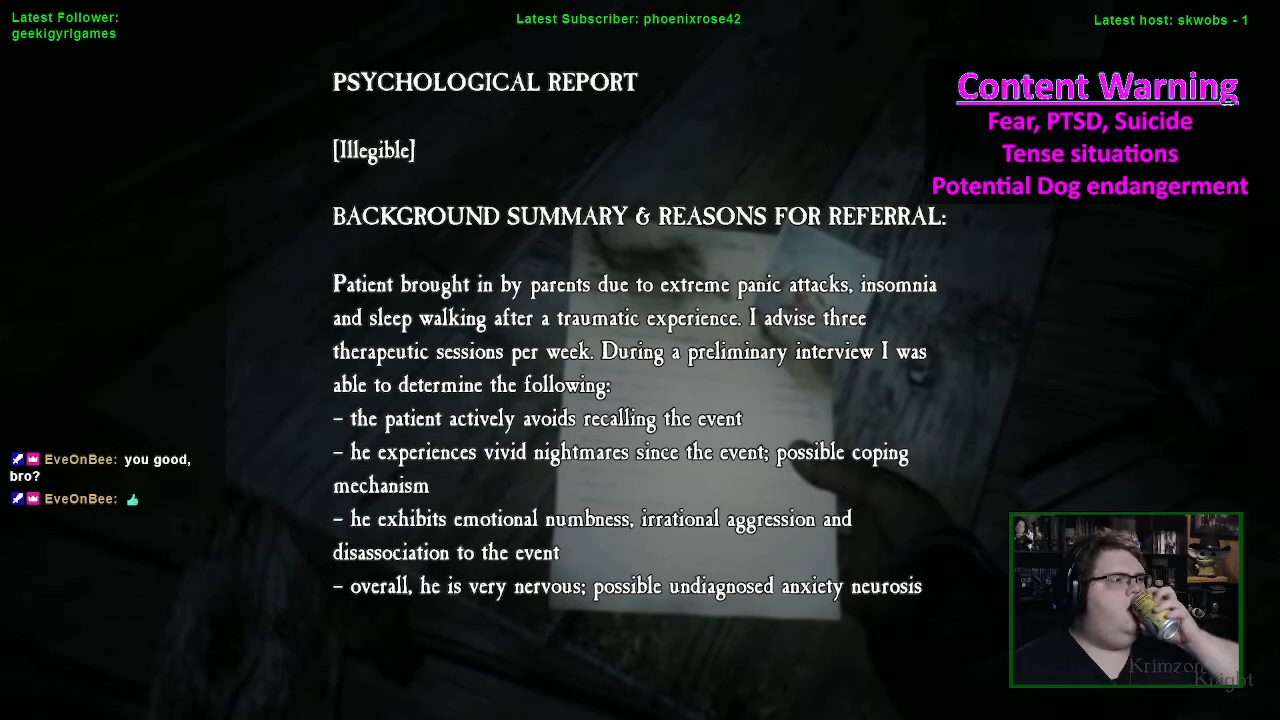 Latest Follower:
geekigyrlgames
Latest Subscriber: phoenixrose42
Latest host: skwobs - 1
Content Warning
Fear, PTSD, Suicide
Tense situations
Potential Dog endangerment
PSYCHOLOGICAL REPORT
[Illegible]
BACKGROUND SUMMARY & REASONS FOR REFERRAL:
Patient brought in by parents due to extreme panic attacks, insomnia
and sleep walking after a traumatic experience. I advise three
therapeutic sessions per week. During a preliminary interview I was
able to determine the following:
- the patient actively avoids recalling the event
- he experiences vivid nightmares since the event; possible coping
mechanism
- he exhibits emotional numbness, irrational aggression and
disassociation to the event
- overall, he is very nervous; possible undiagnosed anxiety neurosis
EveOnBee: you good,
bro?
EveOnBee:
Krimzon
Knight